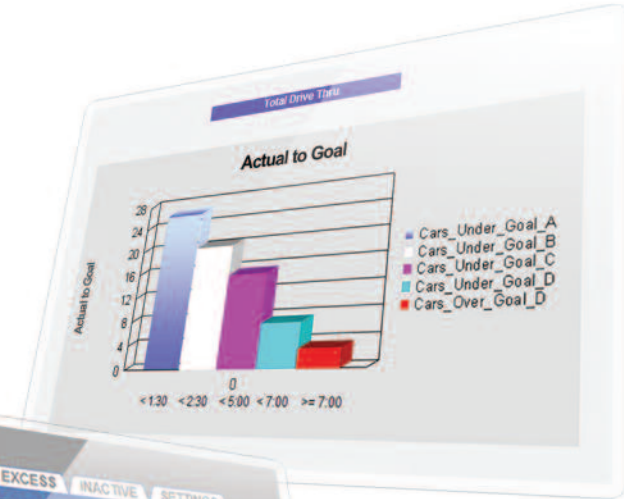 Total Drive Thru
Actual to Goal
Actual to Goal
28
24
20
16
12
8
4
0
0
<1:30 <2:30 <5:00 <7:00 >= 7:00
Cars_Under_Goal_A
Cars_Under_Goal_B
Cars_Under_Goal_C
Cars_Under_Goal_D
Cars_Over_Goal_D
EXCESS INACTIVE SETTINGS